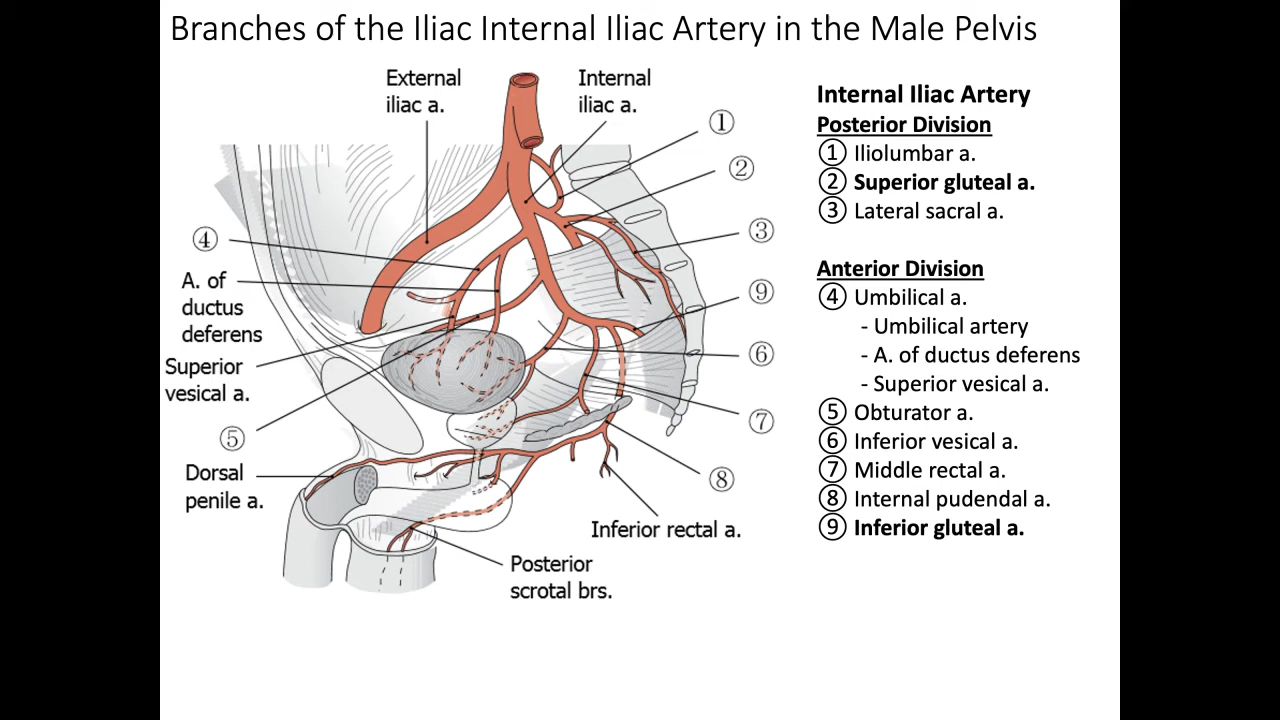 Branches of the Iliac Internal Iliac Artery in the Male Pelvis
External
iliac a.
Internal
iliac a.
①
②
③
④
A. of
ductus
deferens
⑨
Superior
vesical a.
⑥
⑤
⑦
Dorsal
penile a.
⑧
Inferior rectal a.
Posterior
scrotal brs.
Internal Iliac Artery
Posterior Division
① Iliolumbar a.
② Superior gluteal a.
③ Lateral sacral a.
Anterior Division
④ Umbilical a.
- Umbilical artery
- A. of ductus deferens
- Superior vesical a.
⑤ Obturator a.
⑥ Inferior vesical a.
⑦ Middle rectal a.
⑧ Internal pudendal a.
⑨ Inferior gluteal a.